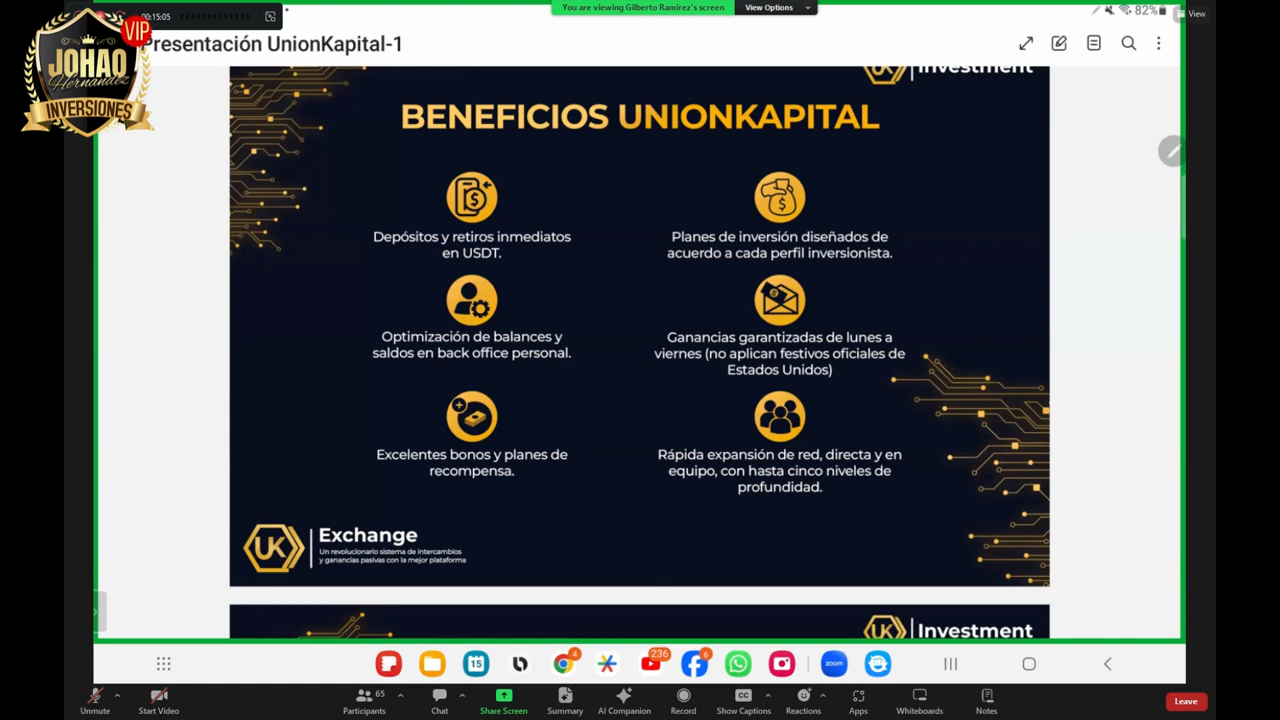 00:15:05
You are viewing Gilberto Ramirez's screen
View Options
82%
View
VIP
JOHAO
Hernandez
INVERSIONES
Presentación UnionKapital-1
UK Investment
BENEFICIOS UNIONKAPITAL
Depósitos y retiros inmediatos
en USDT.
Planes de inversión diseñados de
acuerdo a cada perfil inversionista.
Optimización de balances y
saldos en back office personal.
Ganancias garantizadas de lunes a
viernes (no aplican festivos oficiales de
Estados Unidos)
Excelentes bonos y planes de
recompensa.
Rápida expansión de red, directa y en
equipo, con hasta cinco niveles de
profundidad.
UK
Exchange
Un revolucionario sistema de intercambios
y ganancias pasivas con la mejor plataforma
UK Investment
4
15
236
6
zoom
Unmute
Start Video
65
Participants
Chat
Share Screen
Summary
AI Companion
Record
CC
Show Captions
Reactions
Apps
Whiteboards
Notes
Leave